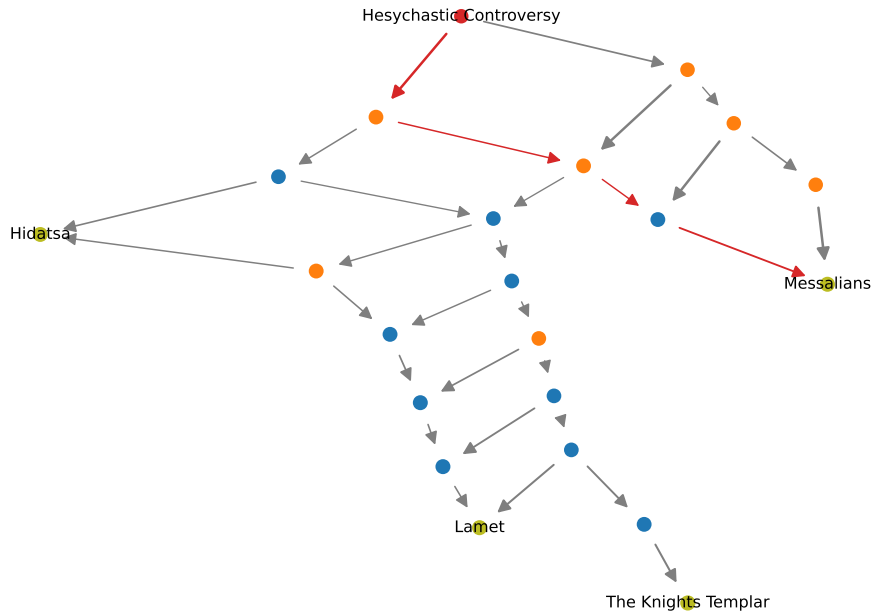 Hesychastic Controversy
Hidatsa
Messalians
Lamet
The Knights Templar